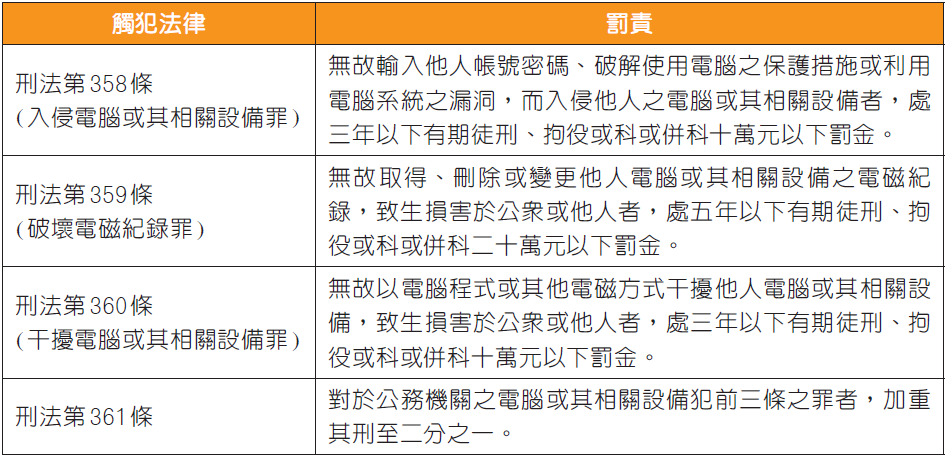 觸犯法律
罰責
刑法第358條
(入侵電腦或其相關設備罪)
無故輸入他人帳號密碼、破解使用電腦之保護措施或利用
電腦系統之漏洞，而入侵他人之電腦或其相關設備者，處
三年以下有期徒刑、拘役或科或併科十萬元以下罰金。
刑法第359條
(破壞電磁紀錄罪)
無故取得、刪除或變更他人電腦或其相關設備之電磁紀
錄，致生損害於公眾或他人者，處五年以下有期徒刑、拘
役或科或併科二十萬元以下罰金。
刑法第360條
(干擾電腦或其相關設備罪)
無故以電腦程式或其他電磁方式干擾他人電腦或其相關設
備，致生損害於公眾或他人者，處三年以下有期徒刑、拘
役或科或併科十萬元以下罰金。
刑法第361條
對於公務機關之電腦或其相關設備犯前三條之罪者，加重
其刑至二分之一。